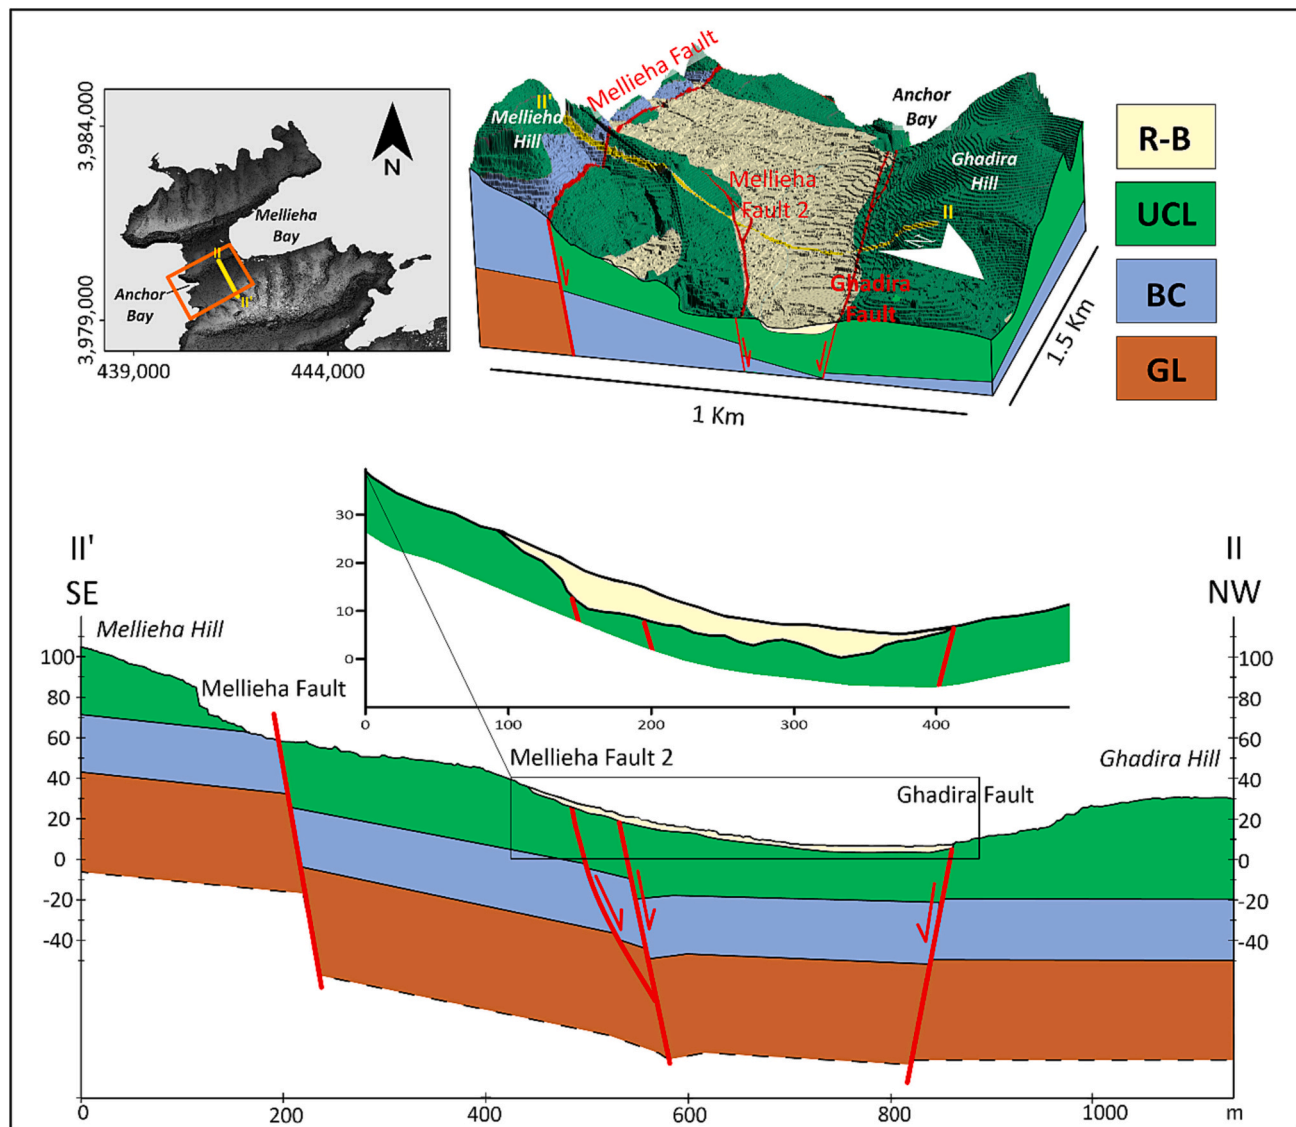 3,984,000
3,979,000
439,000
444,000
N
Mellieha
Bay
Anchor
Bay
II
II'
Mellieha Fault
II'
Mellieha
Hill
Mellieha
Fault 2
Anchor
Bay
Ghadira
Hill
II
Ghadira
Fault
1 Km
1.5 Km
R-B
UCL
BC
GL
30
20
10
0
0
100
200
300
400
II'
SE
II
NW
Mellieha Hill
Mellieha Fault
Mellieha Fault 2
Ghadira Fault
Ghadira Hill
100
80
60
40
20
0
-20
-40
100
80
60
40
20
0
-20
-40
0
200
400
600
800
1000
m